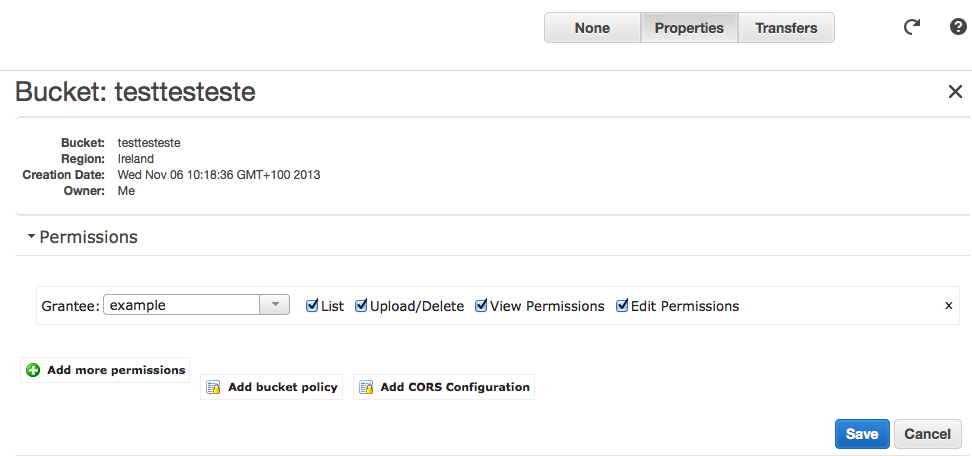 None Properties Transfers
Bucket: testtesteste
Bucket: testtesteste
Region: Ireland
Creation Date: Wed Nov 06 10:18:36 GMT+100 2013
Owner: Me
Permissions
Grantee: example List Upload/Delete View Permissions Edit Permissions x
Add more permissions
Add bucket policy Add CORS Configuration
Save Cancel